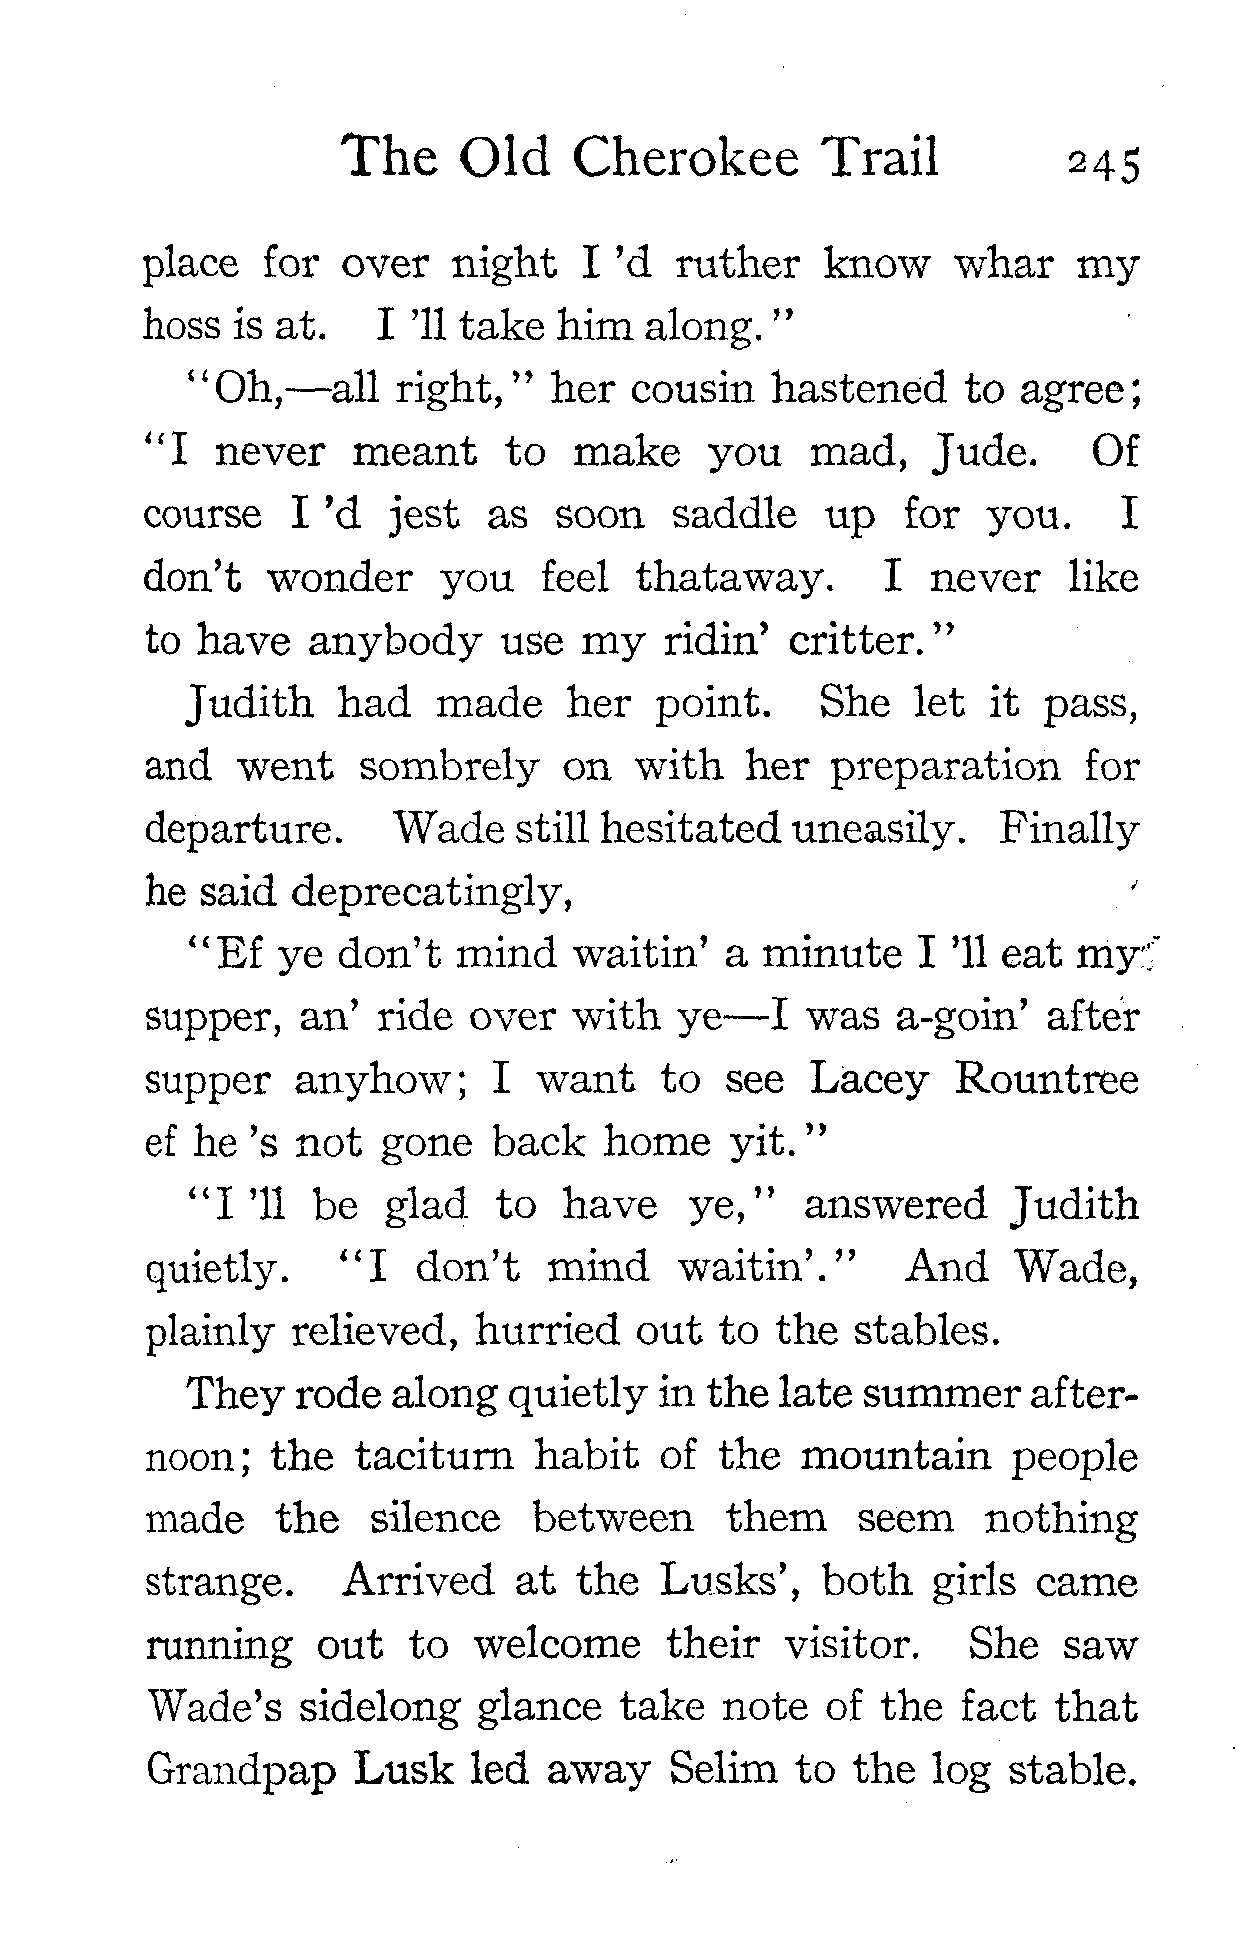 The Old Cherokee Trail 245
place for over night I 'd ruther know whar my
hoss is at. I 'll take him along."
"Oh,—all right," her cousin hastened to agree;
"I never meant to make you mad, Jude. Of
course I 'd jest as soon saddle up for you. I
don't wonder you feel thataway. I never like
to have anybody use my ridin' critter."
Judith had made her point. She let it pass,
and went sombrely on with her preparation for
departure. Wade still hesitated uneasily. Finally
he said deprecatingly,
"Ef ye don't mind waitin' a minute I 'll eat my
supper, an' ride over with ye—I was a-goin' after
supper anyhow; I want to see Lacey Rountree
ef he 's not gone back home yit."
"I 'll be glad to have ye," answered Judith
quietly. "I don't mind waitin'." And Wade,
plainly relieved, hurried out to the stables.
They rode along quietly in the late summer after-
noon; the taciturn habit of the mountain people
made the silence between them seem nothing
strange. Arrived at the Lusks', both girls came
running out to welcome their visitor. She saw
Wade's sidelong glance take note of the fact that
Grandpap Lusk led away Selim to the log stable.